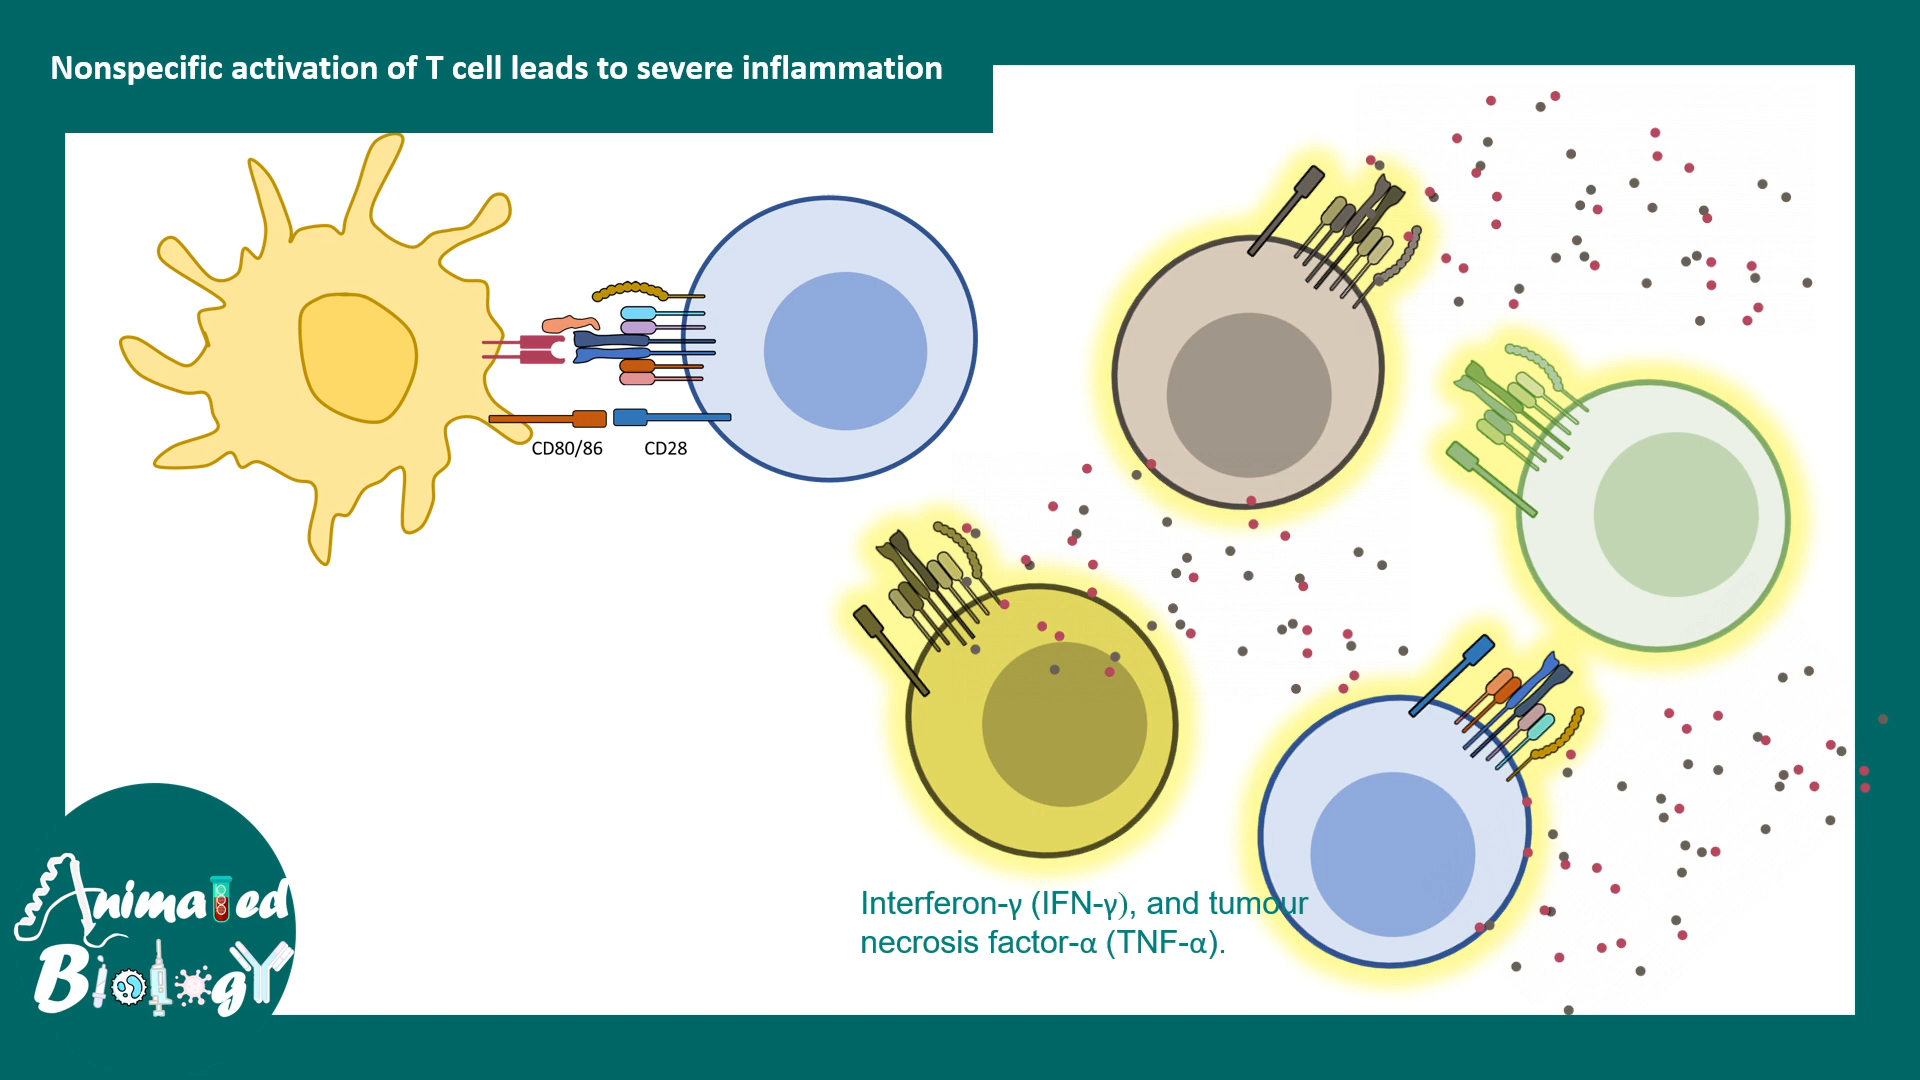 Nonspecific activation of T cell leads to severe inflammation
CD80/86
CD28
Interferon-γ (IFN-γ), and tumour
necrosis factor-α (TNF-α).
Animated
BiologY